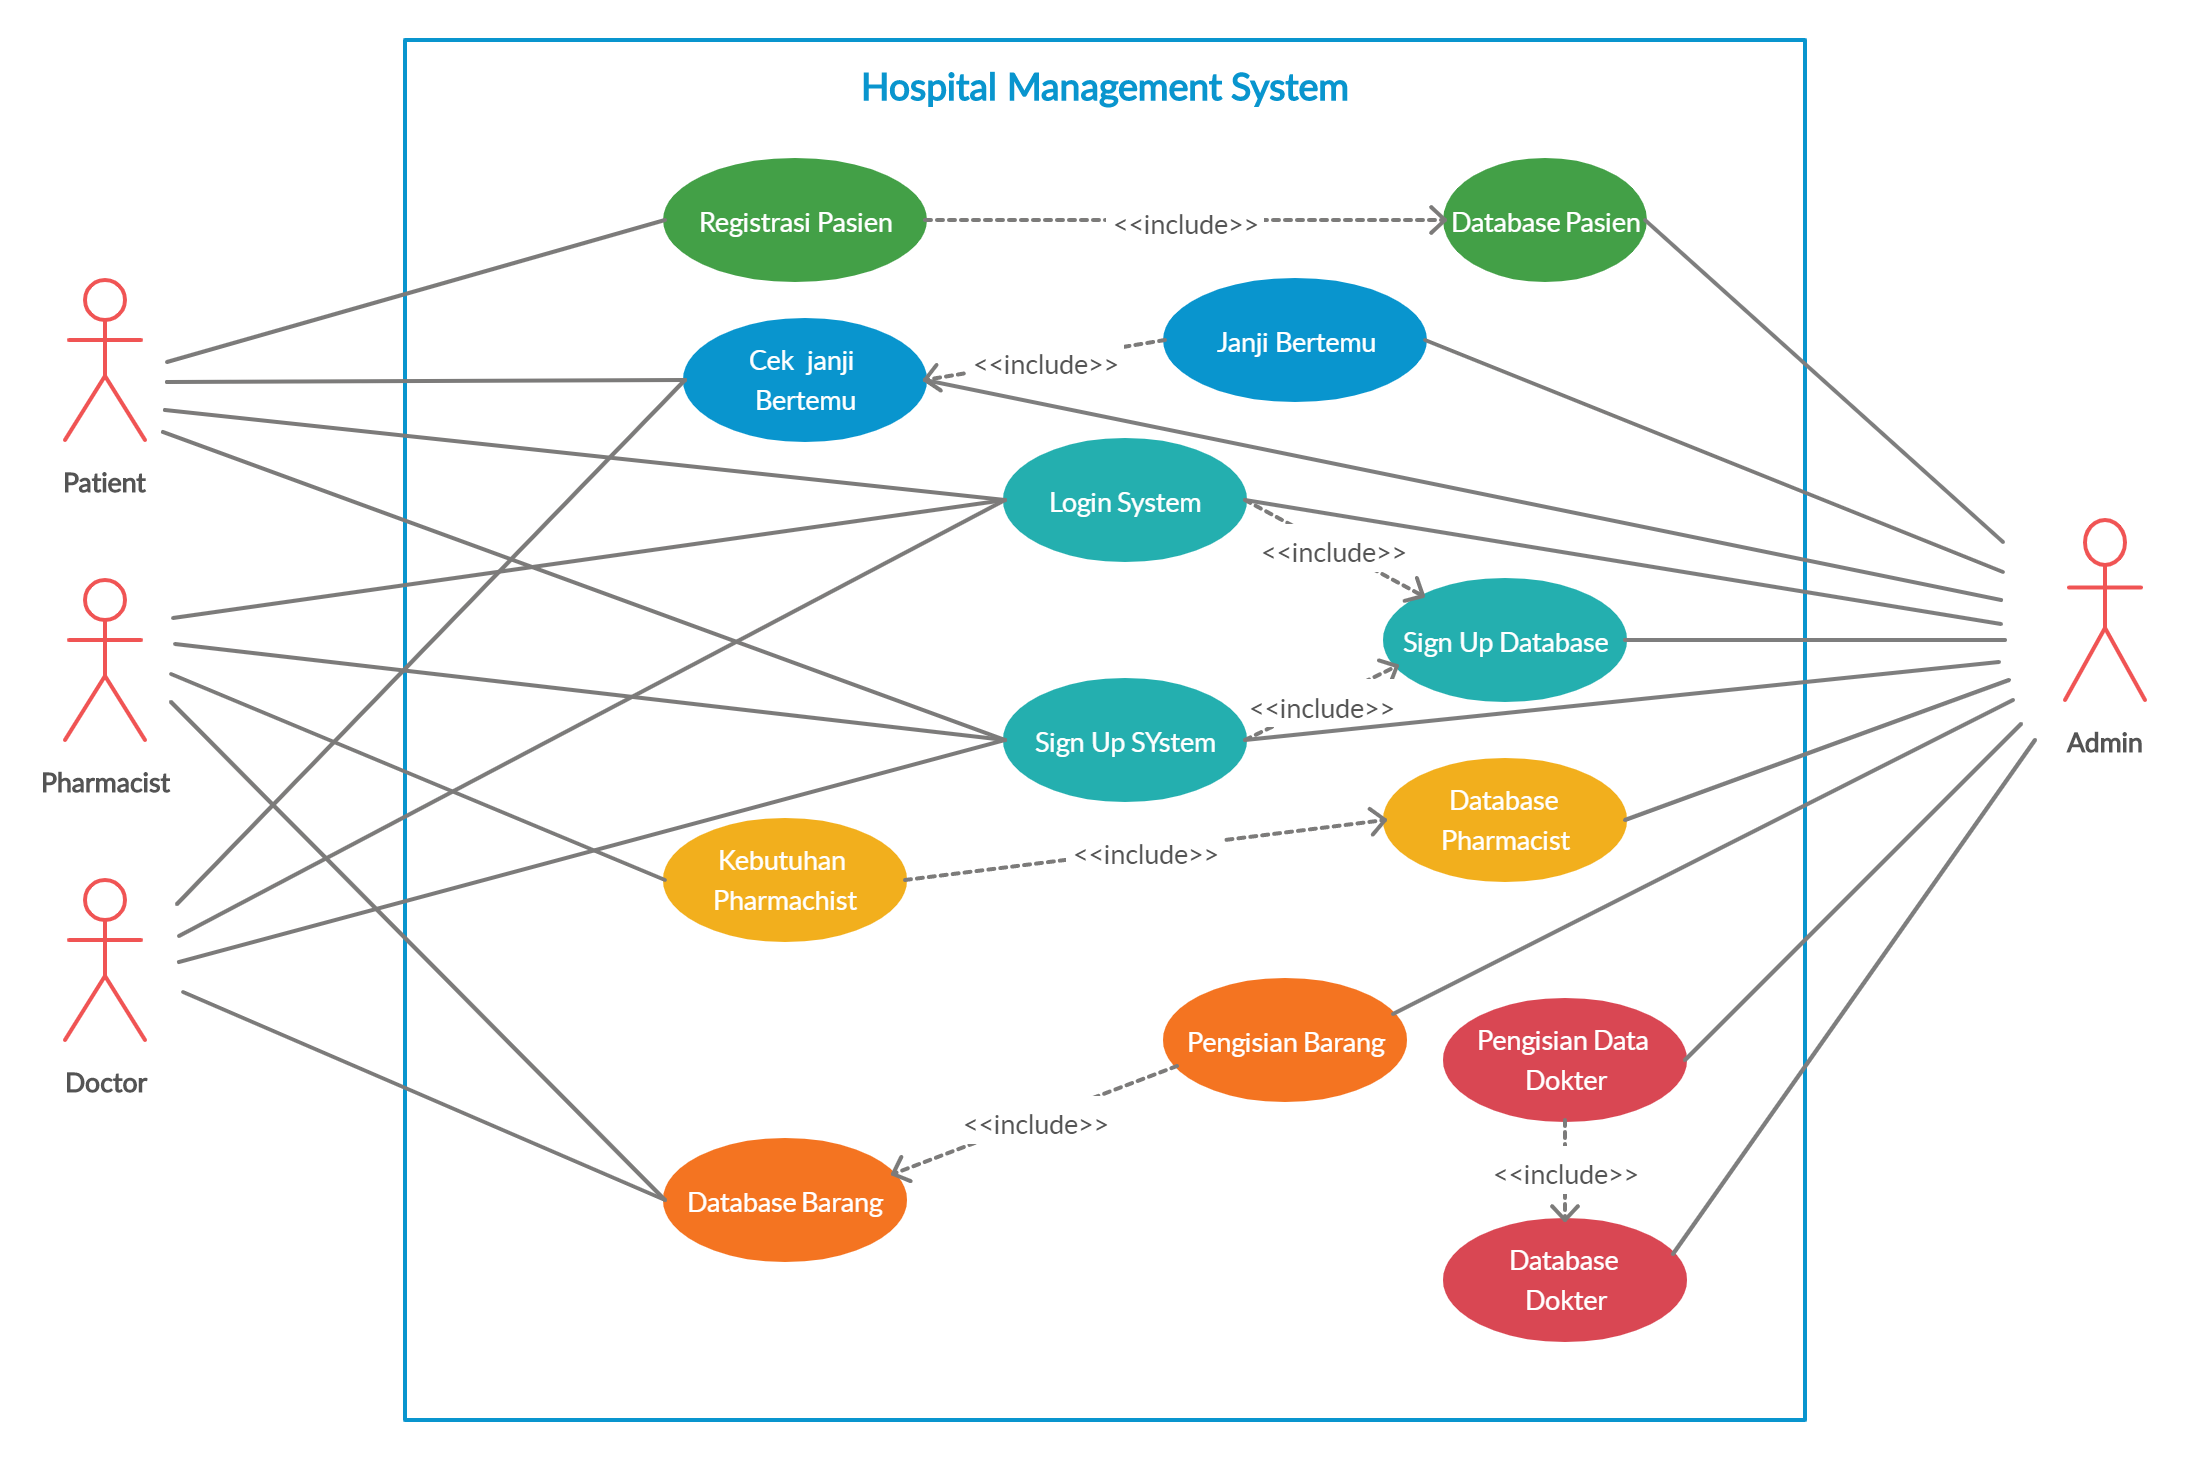 Hospital Management System
Registrasi Pasien
<<include>>
Database Pasien
Janji Bertemu
<<include>>
Cek janji
Bertemu
Patient
Login System
<<include>>
Sign Up Database
<<include>>
Sign Up SYstem
Pharmacist
Admin
Database
Pharmacist
<<include>>
Kebutuhan
Pharmachist
Doctor
Pengisian Barang
Pengisian Data
Dokter
<<include>>
<<include>>
Database Barang
Database
Dokter